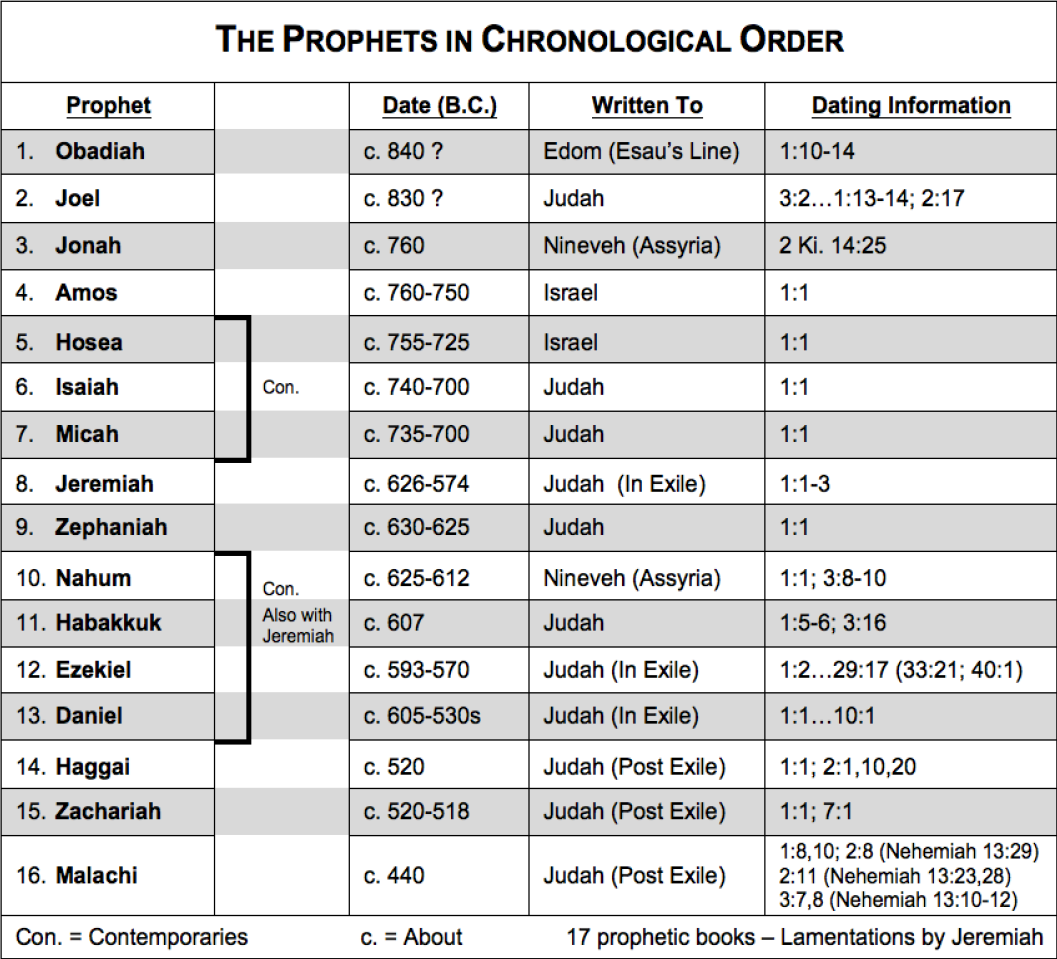 THE PROPHETS IN CHRONOLOGICAL ORDER
Prophet Date (B.C.) Written To Dating Information
1. Obadiah c. 840 ? Edom (Esau's Line) 1:10-14
2. Joel c. 830 ? Judah 3:2…1:13-14; 2:17
3. Jonah c. 760 Nineveh (Assyria) 2 Ki. 14:25
4. Amos c. 760-750 Israel 1:1
5. Hosea c. 755-725 Israel 1:1
6. Isaiah Con. c. 740-700 Judah 1:1
7. Micah c. 735-700 Judah 1:1
8. Jeremiah c. 626-574 Judah (In Exile) 1:1-3
9. Zephaniah c. 630-625 Judah 1:1
10. Nahum Con. c. 625-612 Nineveh (Assyria) 1:1; 3:8-10
11. Habakkuk Also with Jeremiah c. 607 Judah 1:5-6; 3:16
12. Ezekiel c. 593-570 Judah (In Exile) 1:2…29:17 (33:21; 40:1)
13. Daniel c. 605-530s Judah (In Exile) 1:1…10:1
14. Haggai c. 520 Judah (Post Exile) 1:1; 2:1,10,20
15. Zachariah c. 520-518 Judah (Post Exile) 1:1; 7:1
16. Malachi c. 440 Judah (Post Exile) 1:8,10; 2:8 (Nehemiah 13:29)
2:11 (Nehemiah 13:23,28)
3:7,8 (Nehemiah 13:10-12)
Con. = Contemporaries c. = About 17 prophetic books – Lamentations by Jeremiah